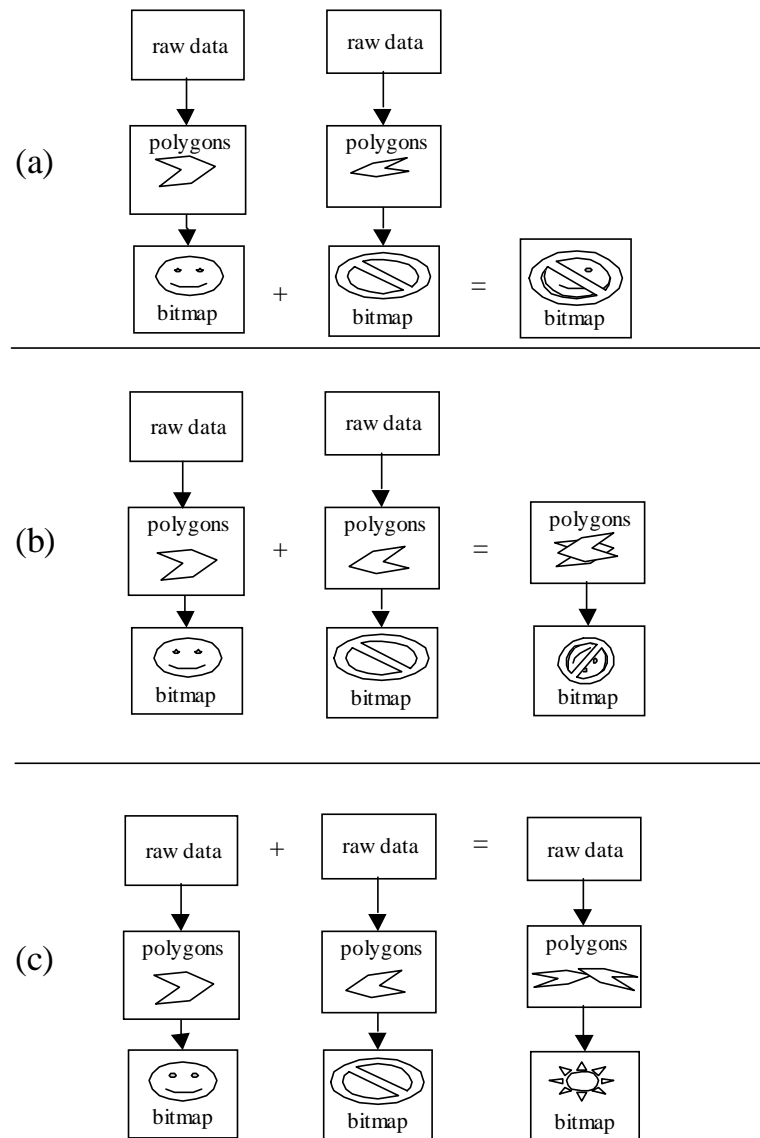 raw data
raw data
(a)
polygons
polygons
bitmap
+
bitmap
=
bitmap
raw data
raw data
(b)
polygons
+
polygons
=
polygons
bitmap
bitmap
bitmap
raw data
+
raw data
=
raw data
(c)
polygons
polygons
polygons
bitmap
bitmap
bitmap